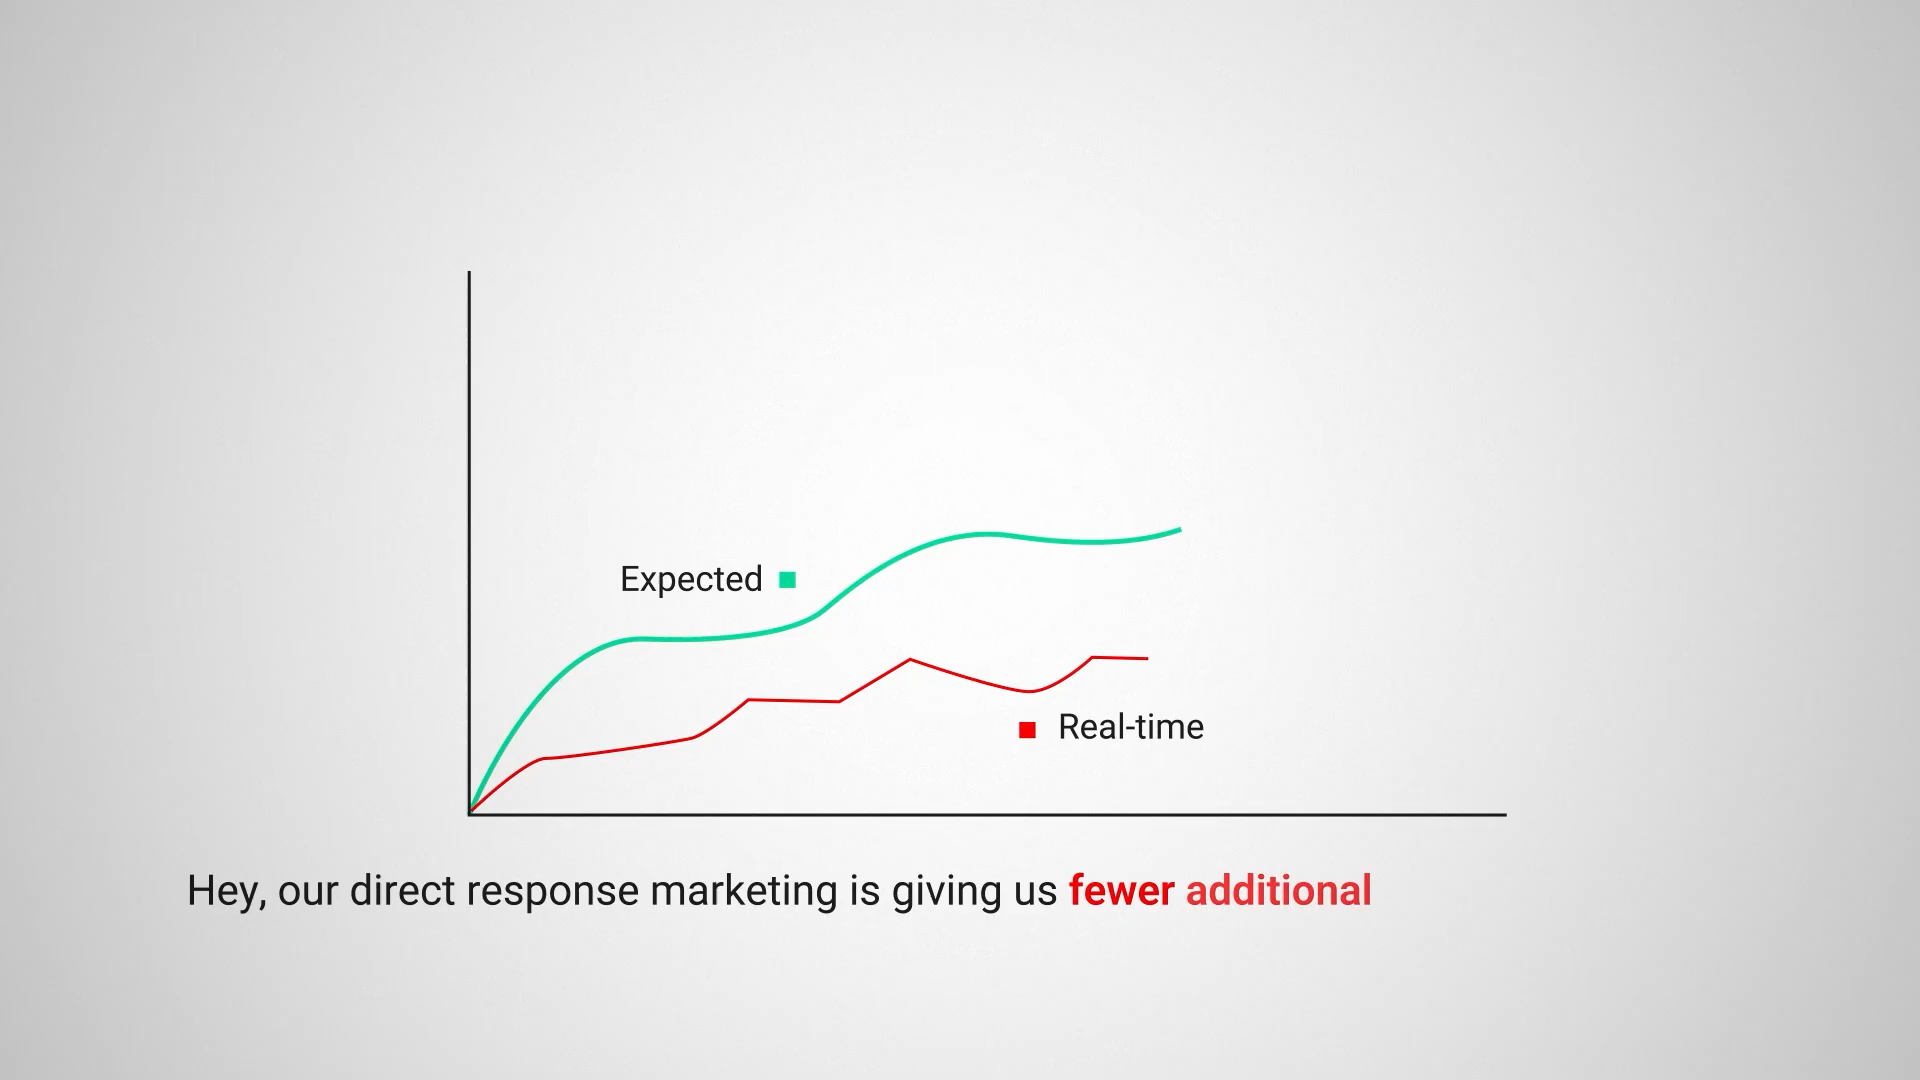 Expected
Real-time
Hey, our direct response marketing is giving us fewer additional